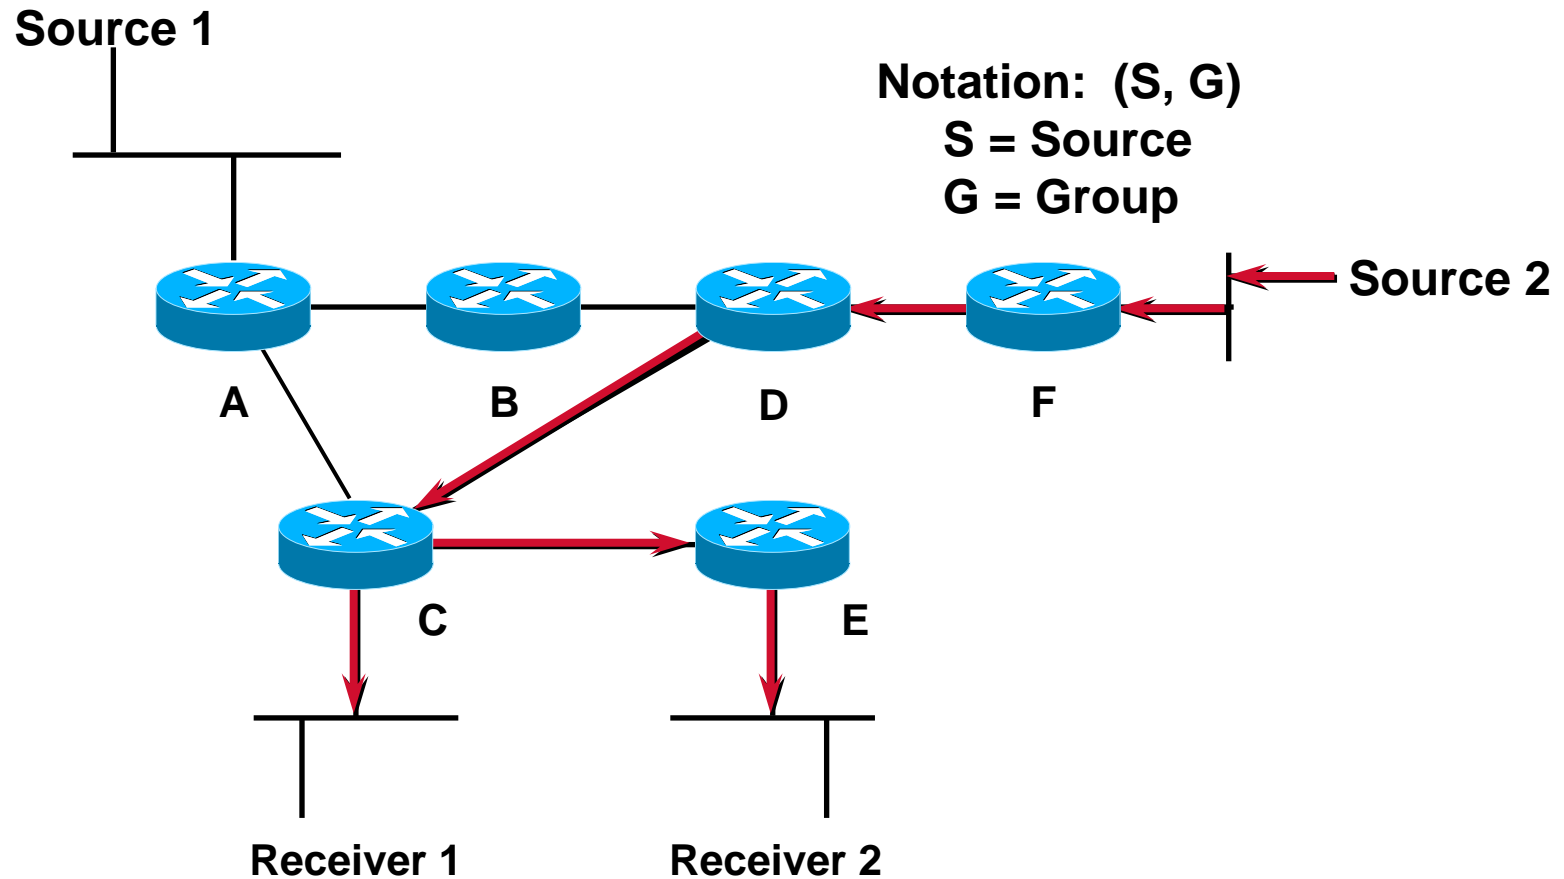 Source 1
Notation: (S, G)
S = Source
G = Group
Source 2
A
B
D
F
C
E
Receiver 1
Receiver 2